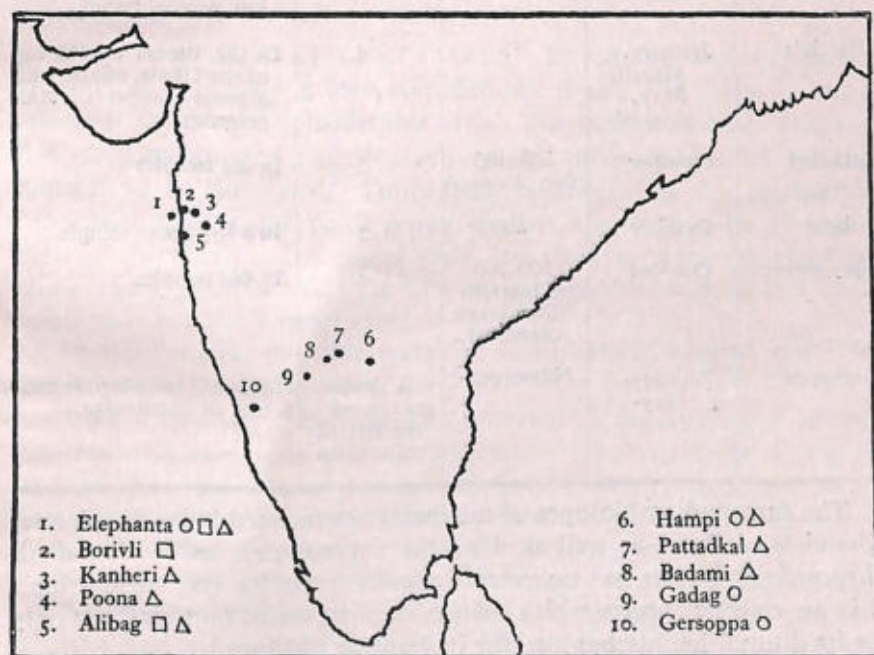 1 2 3
4
5
7 6
8
9
10
1. Elephanta ○ □ △
2. Borivli □
3. Kanheri △
4. Poona △
5. Alibag □ △
6. Hampi ○ △
7. Pattadkal △
8. Badami △
9. Gadag ○
10. Gersoppa ○